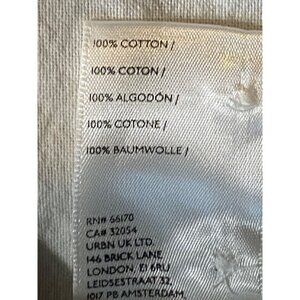 100% COTTON /
100% COTON /
100% ALGODÓN /
100% COTONE /
100% BAUMWOLLE /
RN# 66170
CA# 32054
URBN UK LTD.
146 BRICK LANE
LONDON, E1 6RU
LEIDSESTRAAT 32,
1017 PB AMSTERDAM,